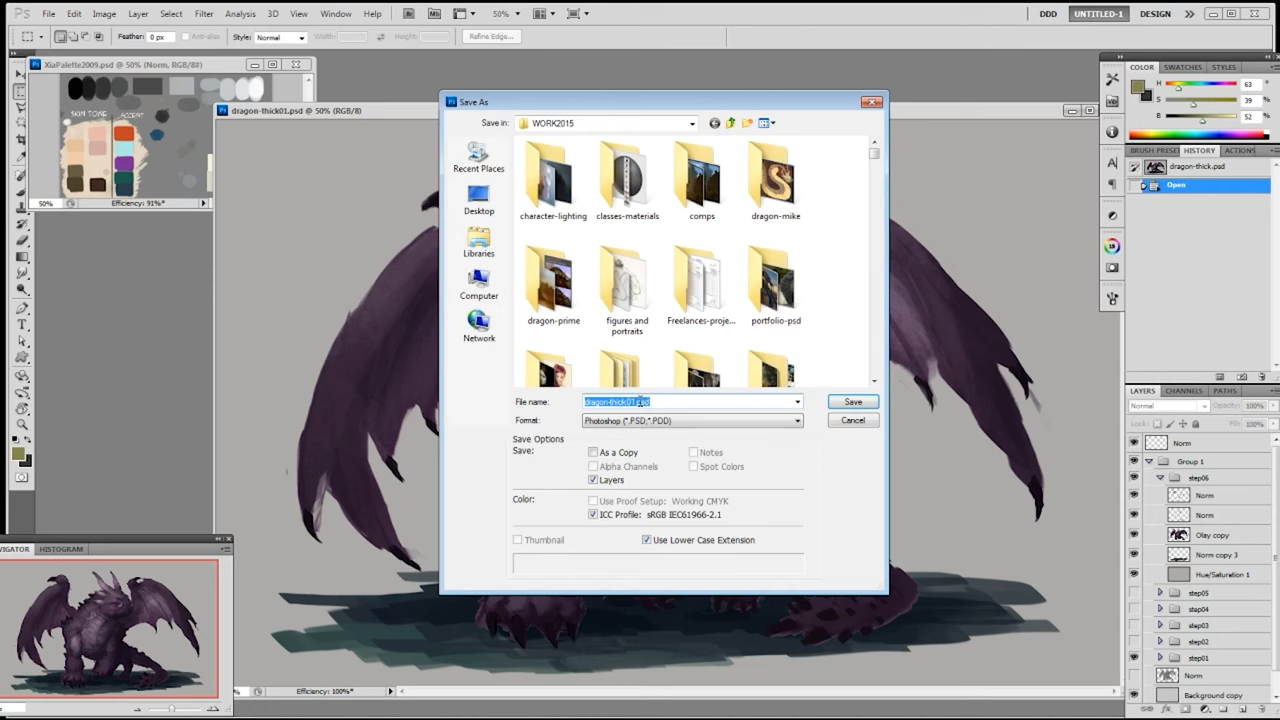 Ps File Edit Image Layer Select Filter Analysis 3D View Window Help Br Mb 50% DDD UNTITLED-1 DESIGN
Feather: 0 px Anti-alias Style: Normal Width: Height: Refine Edge...
XiaPalette2009.psd @ 50% (Norm, RGB/8#)
SKIN TONE ACCENT
50% Efficiency: 91%*
dragon-thick01.psd @ 50% (RGB/8)
Save As
Save in: WORK2015
Recent Places
Desktop
Libraries
Computer
Network
character-lighting classes-materials comps dragon-mike
dragon-prime figures and portraits Freelances-proje... portfolio-psd
File name: dragon-thick01.psd Save
Format: Photoshop (*.PSD;*.PDD) Cancel
Save Options
Save: As a Copy Notes
Alpha Channels Spot Colors
Layers
Color: Use Proof Setup: Working CMYK
ICC Profile: sRGB IEC61966-2.1
Thumbnail Use Lower Case Extension
COLOR SWATCHES STYLES
H 63 °
S 39 %
B 52 %
BRUSH PRESE HISTORY ACTIONS
dragon-thick.psd
Open
LAYERS CHANNELS PATHS
Normal Opacity: 100%
Lock: Fill: 100%
Norm
Group 1
step06
Norm
Norm
Olay copy
Norm copy 3
Hue/Saturation 1
step05
step04
step03
step02
step01
Norm
Background copy
AVIGATOR HISTOGRAM
Efficiency: 100%*